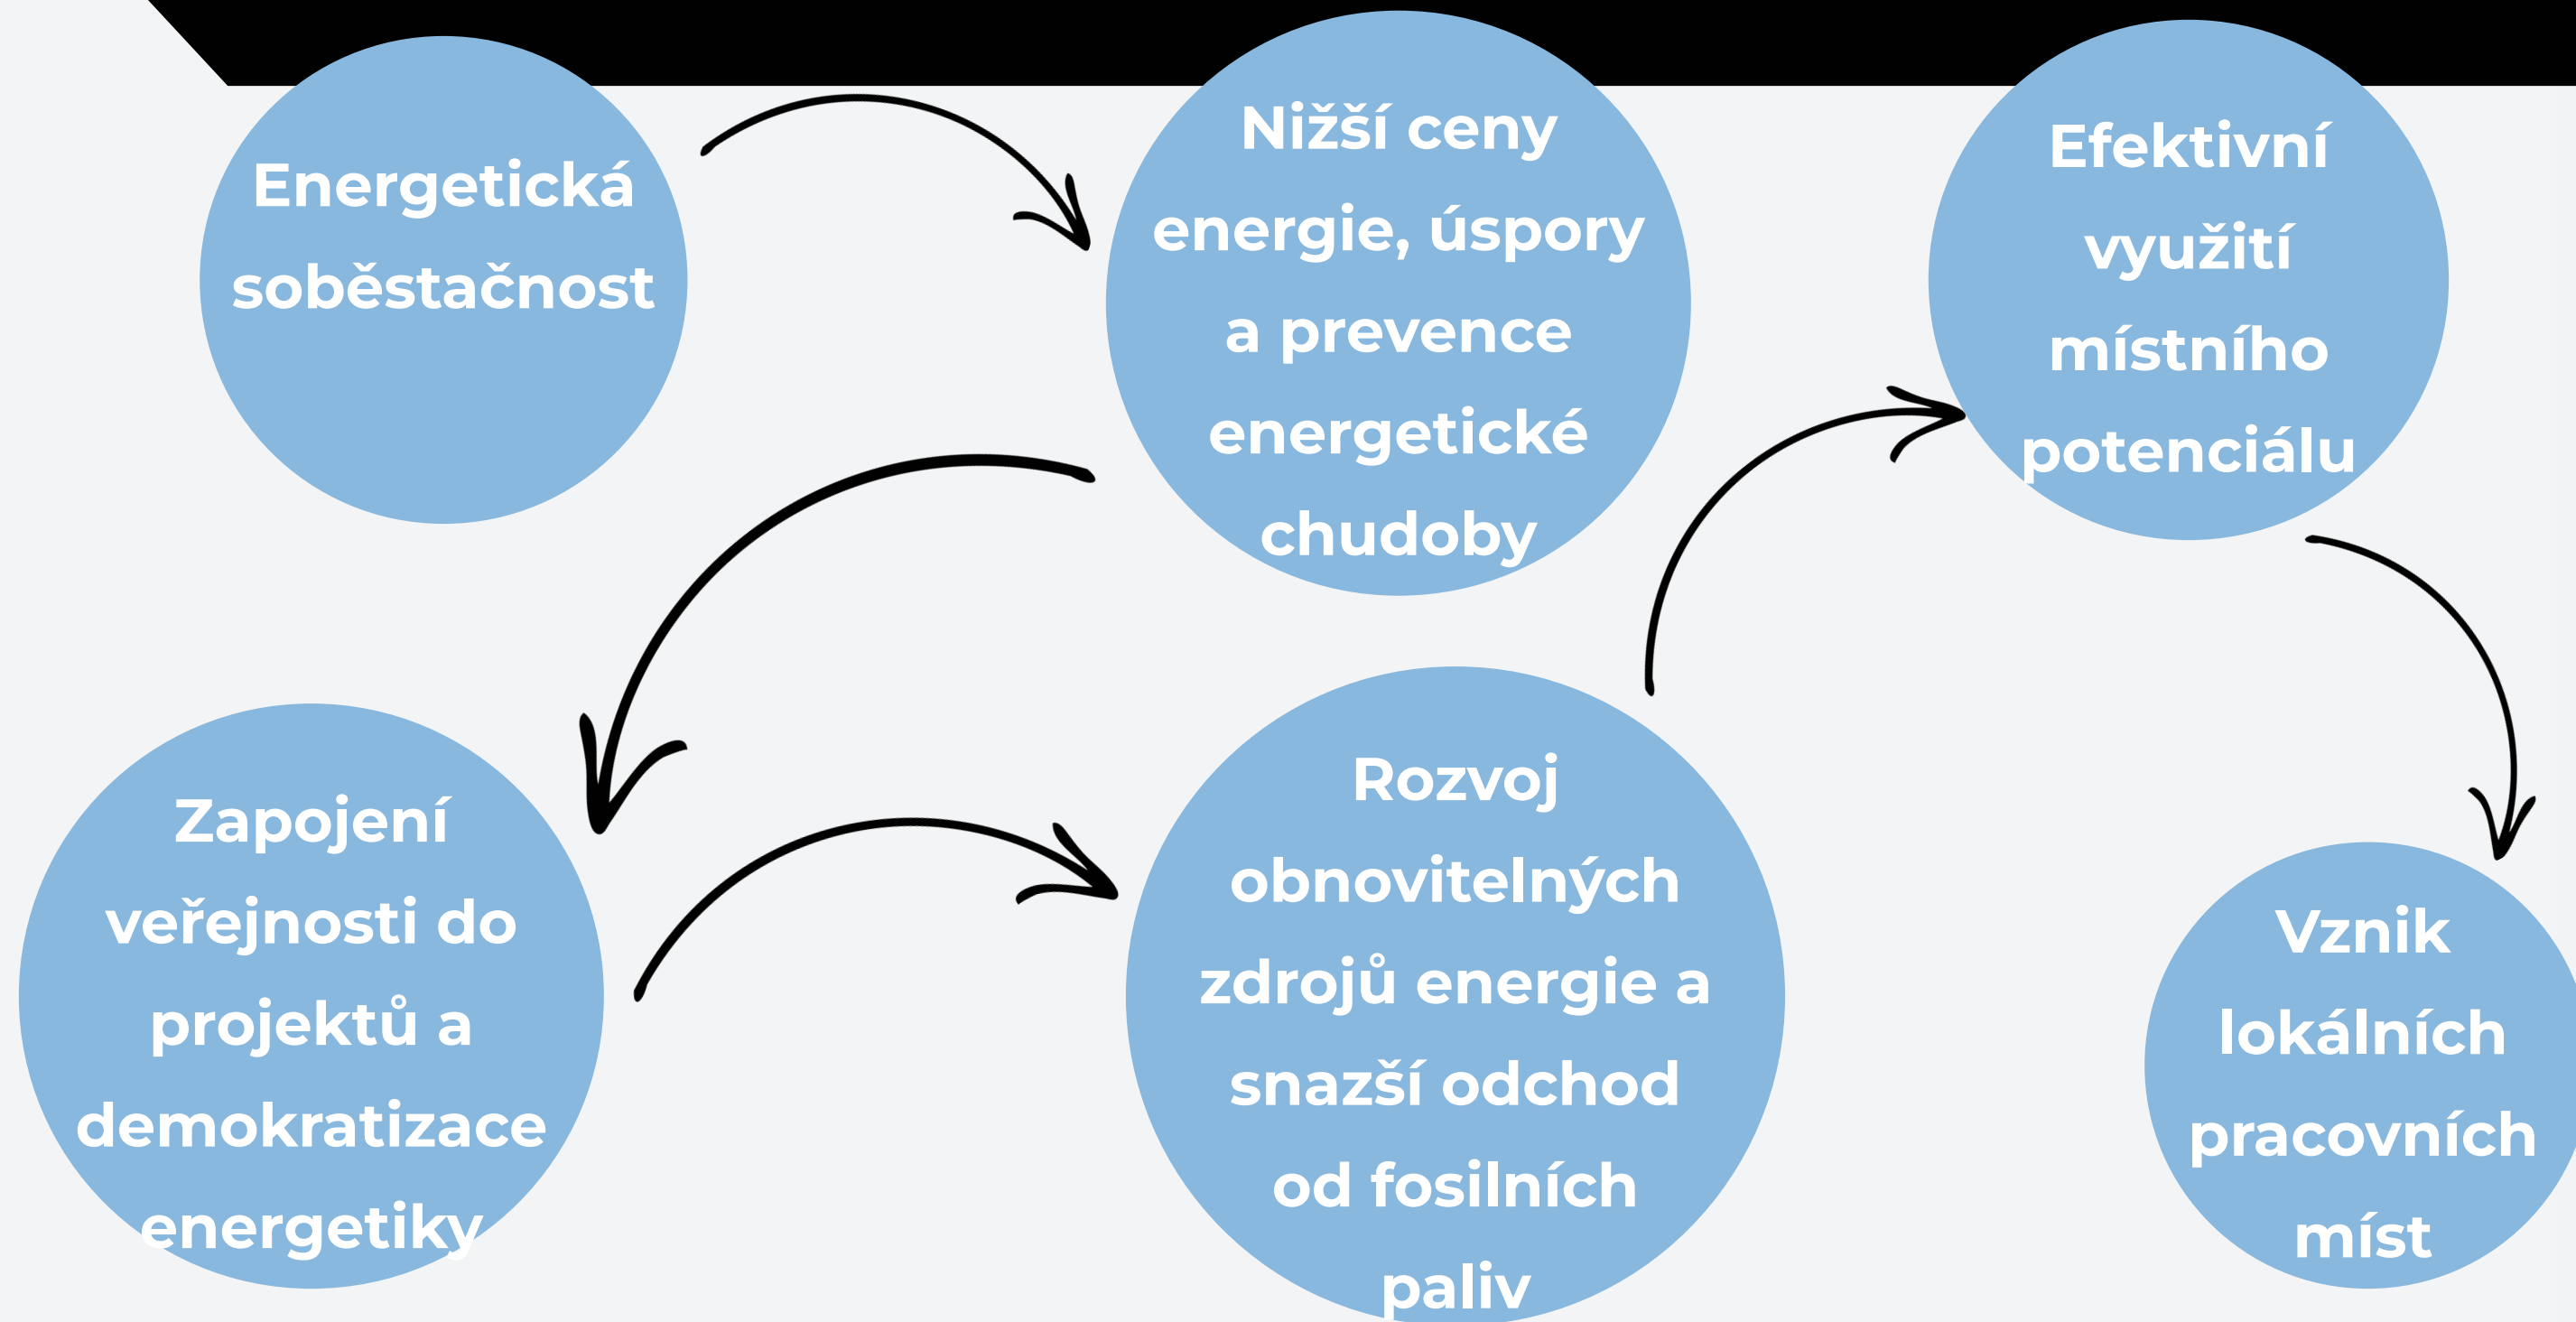 Energetická
soběstačnost
Nižší ceny
energie, úspory
a prevence
energetické
chudoby
Zapojení
veřejnosti do
projektů a
demokratizace
energetiky
Rozvoj
obnovitelných
zdrojů energie a
snazší odchod
od fosilních
paliv
Efektivní
využití
místního
potenciálu
Vznik
lokálních
pracovních
míst